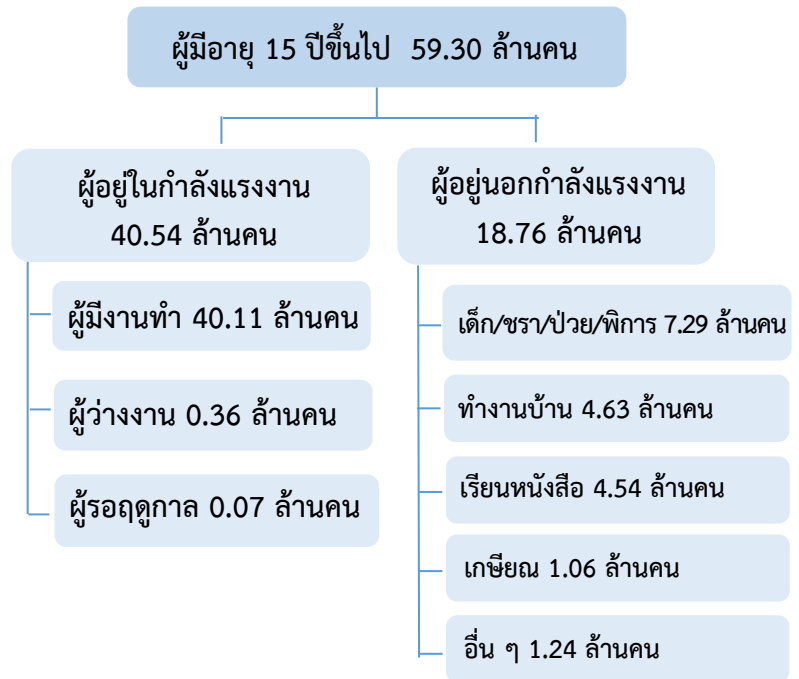 ผู้มีอายุ 15 ปีขึ้นไป 59.30 ล้านคน
ผู้อยู่ในกำลังแรงงาน
40.54 ล้านคน
ผู้มีงานทำ 40.11 ล้านคน
ผู้ว่างงาน 0.36 ล้านคน
ผู้รอฤดูกาล 0.07 ล้านคน
ผู้อยู่นอกกำลังแรงงาน
18.76 ล้านคน
เด็ก/ชรา/ป่วย/พิการ 7.29 ล้านคน
ทำงานบ้าน 4.63 ล้านคน
เรียนหนังสือ 4.54 ล้านคน
เกษียณ 1.06 ล้านคน
อื่น ๆ 1.24 ล้านคน